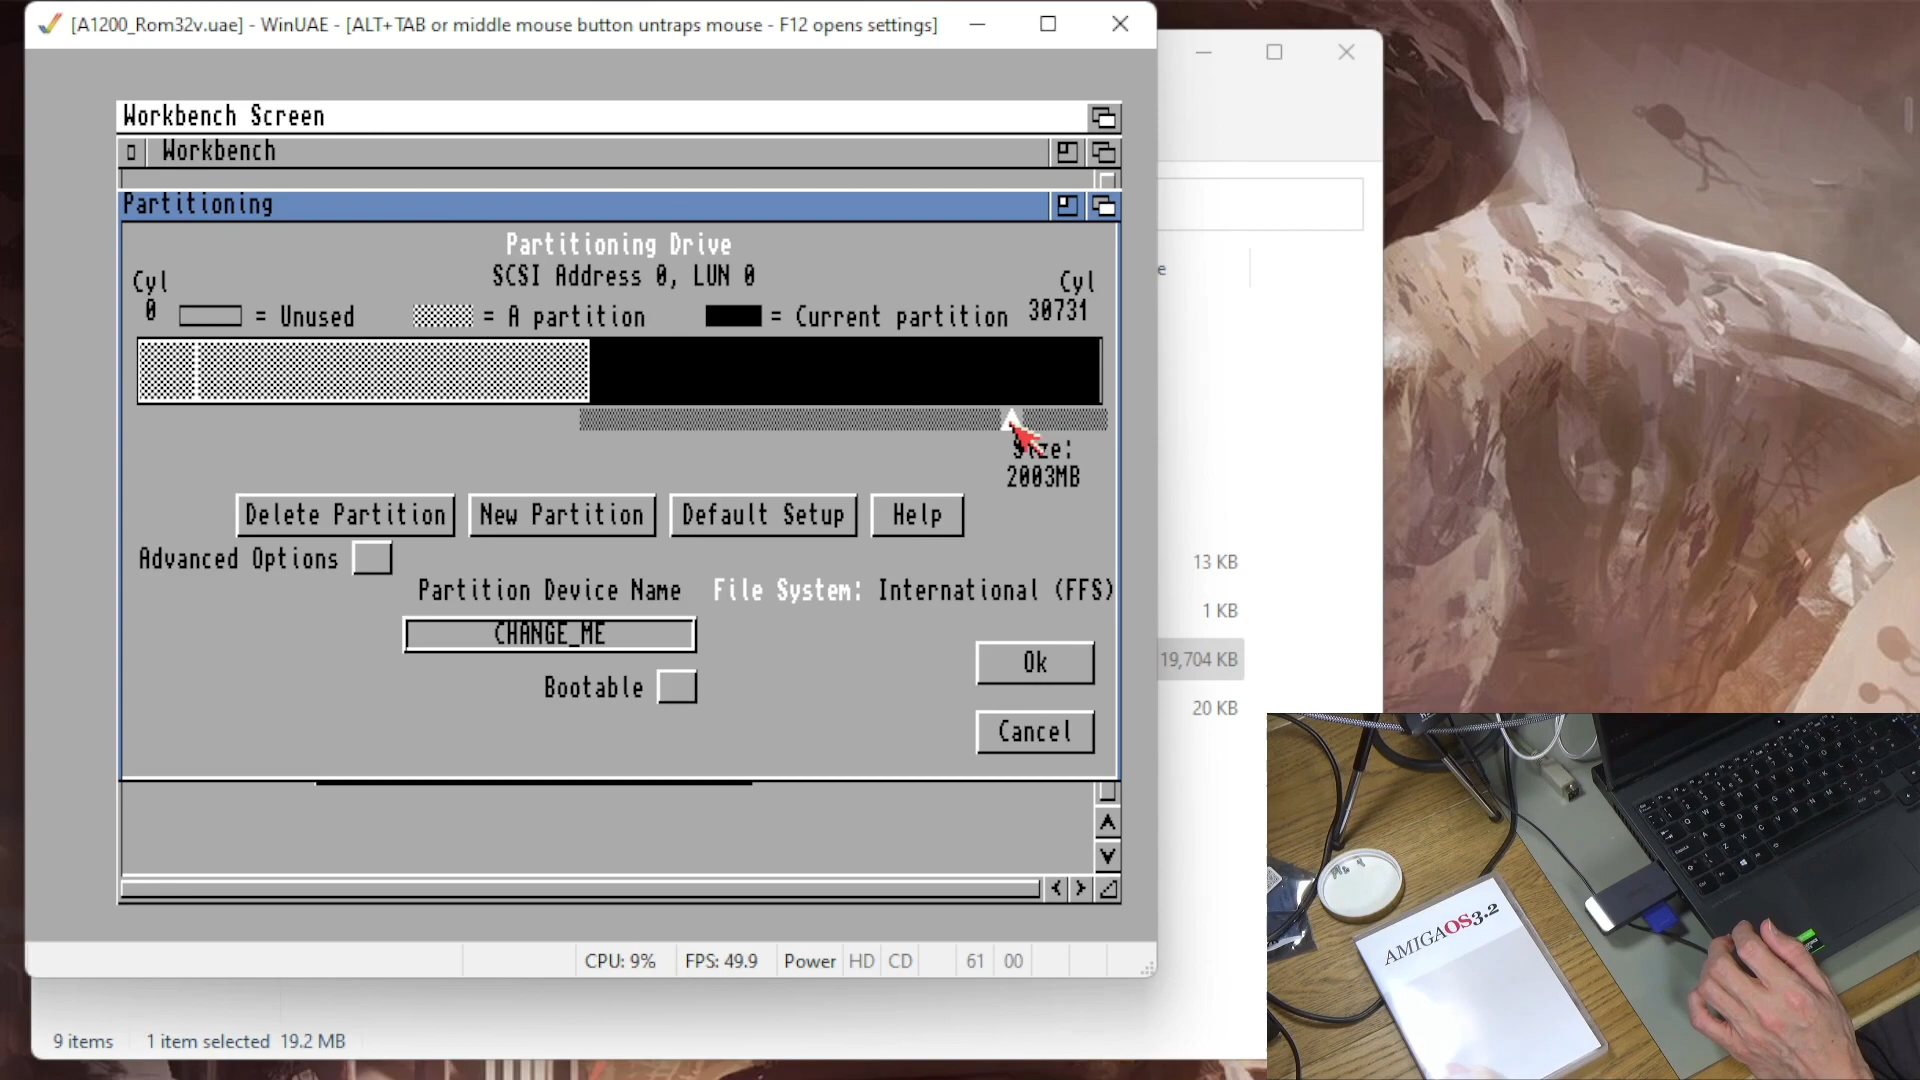 [A1200_Rom32v.uae] - WinUAE - [ALT+TAB or middle mouse button untraps mouse - F12 opens settings]
Workbench Screen
Workbench
Partitioning
Partitioning Drive
SCSI Address 0, LUN 0
Cyl
0
Cyl
30731
= Unused
= A partition
= Current partition
Size:
2003MB
Delete Partition
New Partition
Default Setup
Help
Advanced Options
Partition Device Name
File System: International (FFS)
CHANGE_ME
Bootable
Ok
Cancel
CPU: 9%
FPS: 49.9
Power
HD
CD
61
00
e
13 KB
1 KB
19,704 KB
20 KB
9 items
1 item selected 19.2 MB
AMIGAOS3.2